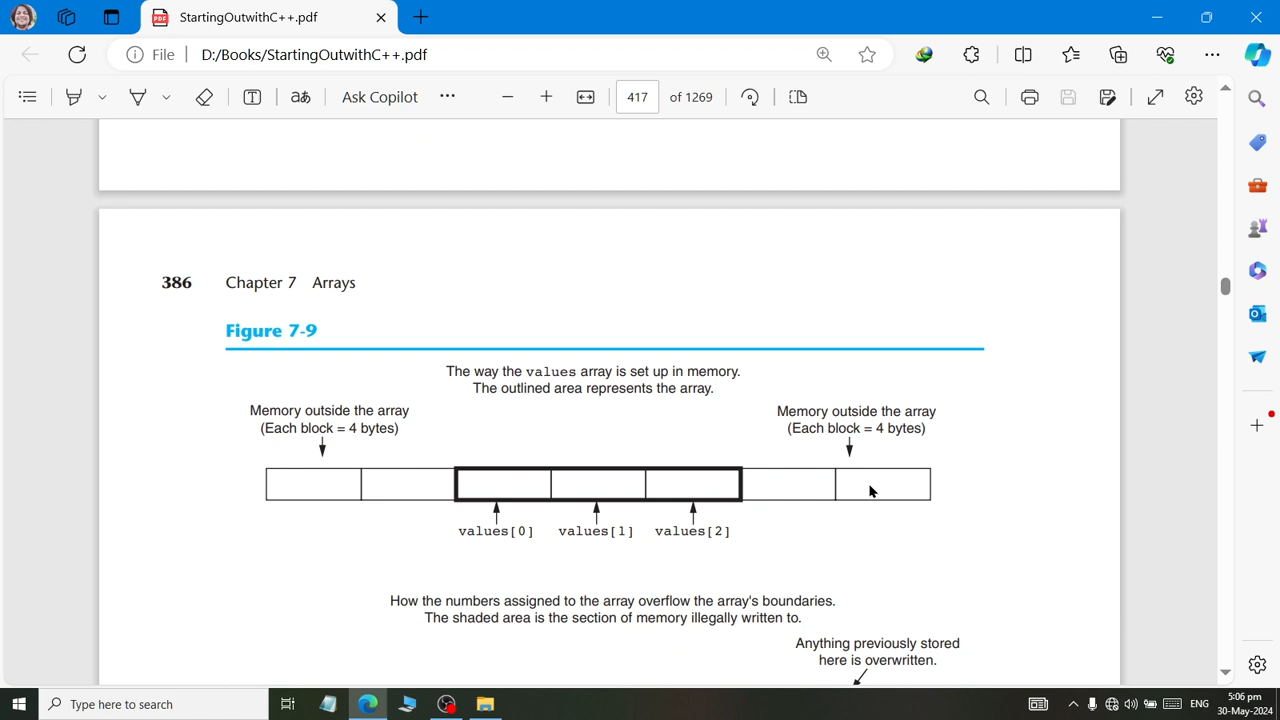 StartingOutwithC++.pdf
File
D:/Books/StartingOutwithC++.pdf
aあ
Ask Copilot
417
of 1269
386 Chapter 7 Arrays
Figure 7-9
The way the values array is set up in memory.
The outlined area represents the array.
Memory outside the array
(Each block = 4 bytes)
Memory outside the array
(Each block = 4 bytes)
values[0] values[1] values[2]
How the numbers assigned to the array overflow the array's boundaries.
The shaded area is the section of memory illegally written to.
Anything previously stored
here is overwritten.
Type here to search
ENG
5:06 pm
30-May-2024